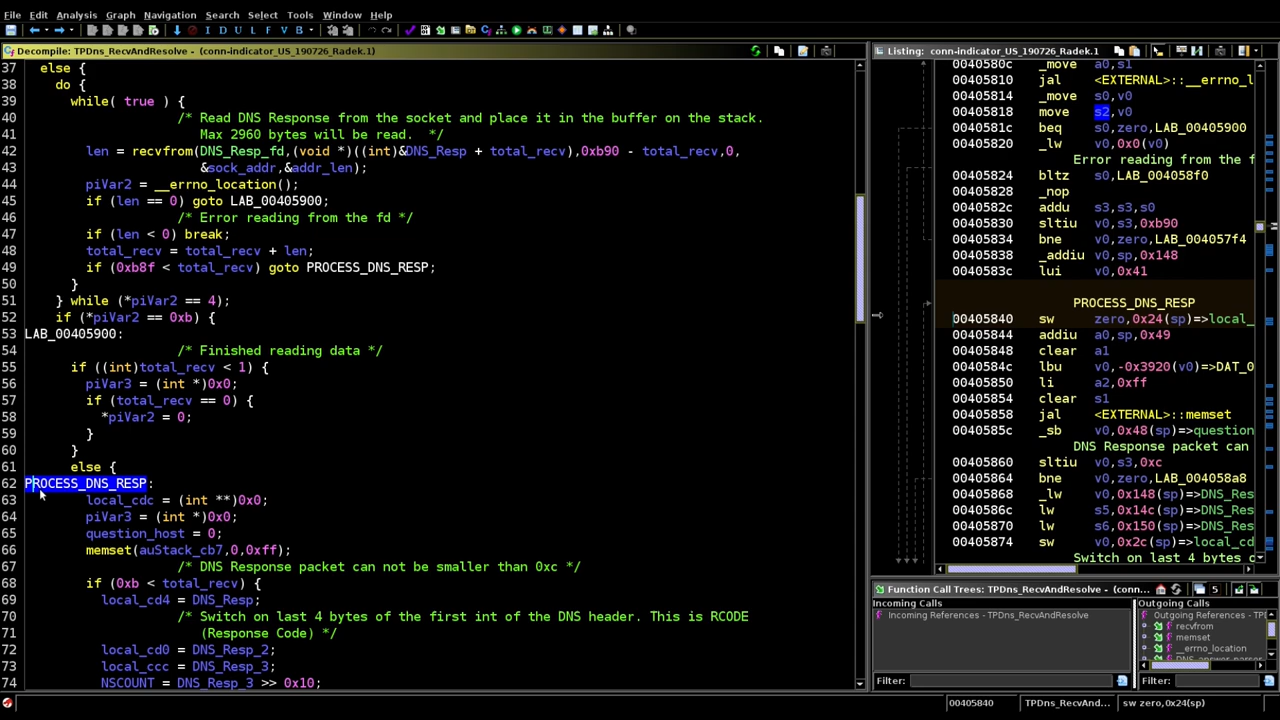 File Edit Analysis Graph Navigation Search Select Tools Window Help
I D U L F V B
Decompile: TPDns_RecvAndResolve - (conn-indicator_US_190726_Radek.1)
37 else {
38 do {
39 while( true ) {
40 /* Read DNS Response from the socket and place it in the buffer on the stack.
41 Max 2960 bytes will be read. */
42 len = recvfrom(DNS_Resp_fd,(void *)((int)&DNS_Resp + total_recv),0xb90 - total_recv,0,
43 &sock_addr,&addr_len);
44 piVar2 = __errno_location();
45 if (len == 0) goto LAB_00405900;
46 /* Error reading from the fd */
47 if (len < 0) break;
48 total_recv = total_recv + len;
49 if (0xb8f < total_recv) goto PROCESS_DNS_RESP;
50 }
51 } while (*piVar2 == 4);
52 if (*piVar2 == 0xb) {
53 LAB_00405900:
54 /* Finished reading data */
55 if ((int)total_recv < 1) {
56 piVar3 = (int *)0x0;
57 if (total_recv == 0) {
58 *piVar2 = 0;
59 }
60 }
61 else {
62 PROCESS_DNS_RESP:
63 local_cdc = (int **)0x0;
64 piVar3 = (int *)0x0;
65 question_host = 0;
66 memset(auStack_cb7,0,0xff);
67 /* DNS Response packet can not be smaller than 0xc */
68 if (0xb < total_recv) {
69 local_cd4 = DNS_Resp;
70 /* Switch on last 4 bytes of the first int of the DNS header. This is RCODE
71 (Response Code) */
72 local_cd0 = DNS_Resp_2;
73 local_ccc = DNS_Resp_3;
74 NSCOUNT = DNS_Resp_3 >> 0x10;
Listing: conn-indicator_US_190726_Radek.1
0040580c _move a0,s1
00405810 jal <EXTERNAL>::__errno_l
00405814 _move s0,v0
00405818 move s2,v0
0040581c beq s0,zero,LAB_00405900
00405820 _lw v0,0x0(v0)
Error reading from the f
00405824 bltz s0,LAB_004058f0
00405828 _nop
0040582c addu s3,s3,s0
00405830 sltiu v0,s3,0xb90
00405834 bne v0,zero,LAB_004057f4
00405838 _addiu v0,sp,0x148
0040583c lui v0,0x41
PROCESS_DNS_RESP
00405840 sw zero,0x24(sp)=>local_
00405844 addiu a0,sp,0x49
00405848 clear a1
0040584c lbu v0,-0x3920(v0)=>DAT_0
00405850 li a2,0xff
00405854 clear s1
00405858 jal <EXTERNAL>::memset
0040585c _sb v0,0x48(sp)=>question
DNS Response packet can
00405860 sltiu v0,s3,0xc
00405864 bne v0,zero,LAB_004058a8
00405868 _lw v0,0x148(sp)=>DNS_Res
0040586c lw s5,0x14c(sp)=>DNS_Res
00405870 lw s6,0x150(sp)=>DNS_Res
00405874 sw v0,0x2c(sp)=>local_cd
Switch on last 4 bytes o
Function Call Trees: TPDns_RecvAndResolve - (conn... 5
Incoming Calls
Incoming References - TPDns_RecvAndResolve
Filter:
Outgoing Calls
Outgoing References - TP
recvfrom
memset
__errno_location
Filter:
00405840 TPDns_RecvAnd... sw zero,0x24(sp)